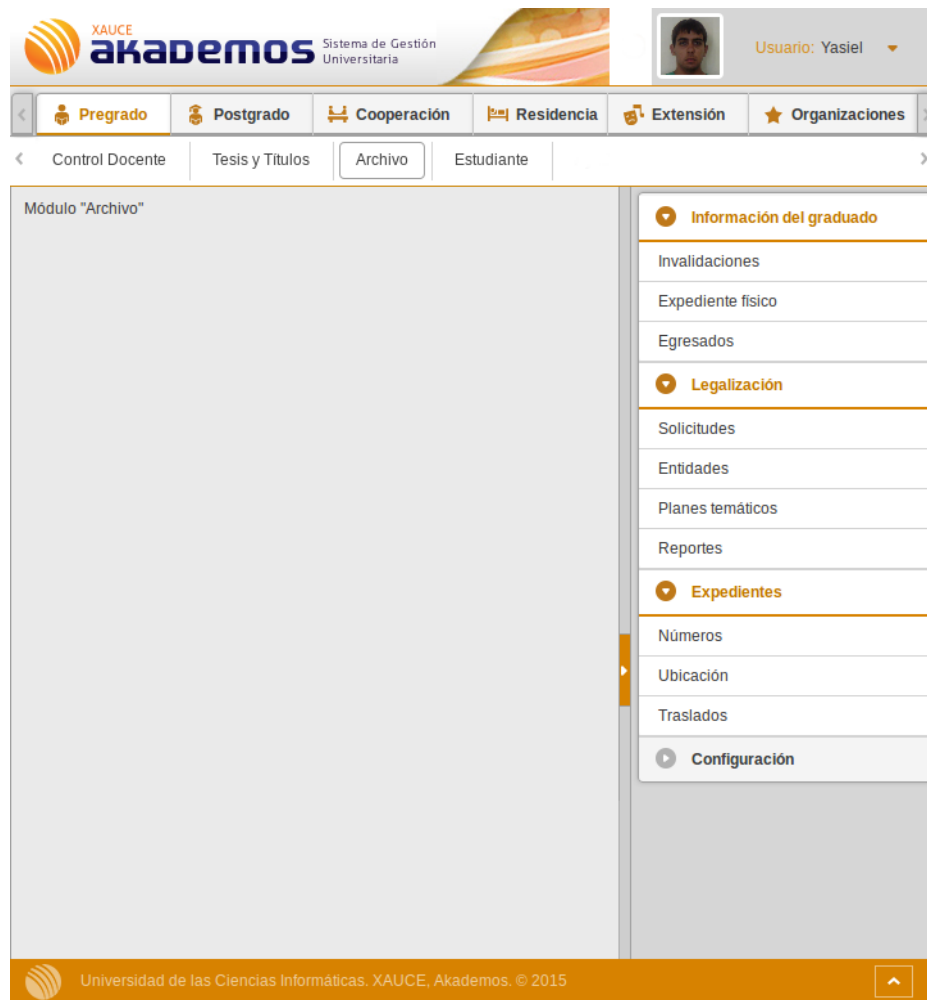 XAUCE
akademos
Sistema de Gestión
Universitaria
Usuario: Yasiel
Pregrado Postgrado Cooperación Residencia Extensión Organizaciones
Control Docente Tesis y Títulos Archivo Estudiante
Módulo "Archivo"
Información del graduado
Invalidaciones
Expediente físico
Egresados
Legalización
Solicitudes
Entidades
Planes temáticos
Reportes
Expedientes
Números
Ubicación
Traslados
Configuración
Universidad de las Ciencias Informáticas. XAUCE, Akademos. © 2015